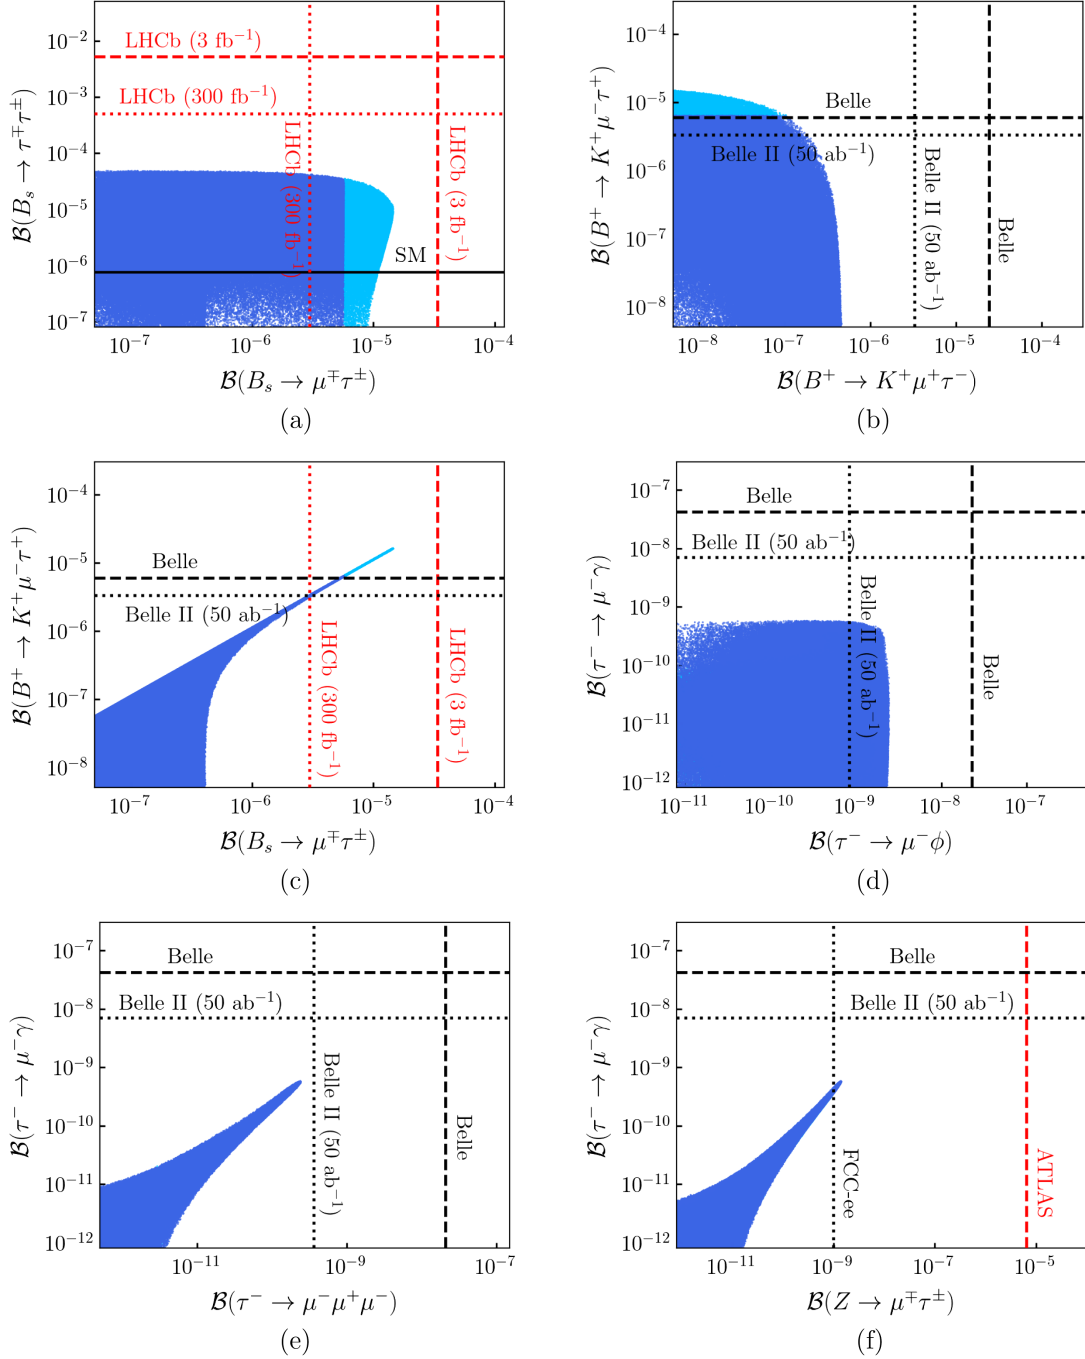 10⁻²
10⁻³
10⁻⁴
10⁻⁵
10⁻⁶
10⁻⁷
B(B_s → τ^∓τ^±)
LHCb (3 fb⁻¹)
LHCb (300 fb⁻¹)
LHCb (300 fb⁻¹)
LHCb (3 fb⁻¹)
SM
10⁻⁷
10⁻⁶
10⁻⁵
10⁻⁴
B(B_s → μ^∓τ^±)
(a)
10⁻⁴
10⁻⁵
10⁻⁶
10⁻⁷
10⁻⁸
B(B⁺ → K⁺μ⁻τ⁺)
Belle
Belle II (50 ab⁻¹)
Belle II (50 ab⁻¹)
Belle
10⁻⁸
10⁻⁷
10⁻⁶
10⁻⁵
10⁻⁴
B(B⁺ → K⁺μ⁺τ⁻)
(b)
10⁻⁴
10⁻⁵
10⁻⁶
10⁻⁷
10⁻⁸
B(B⁺ → K⁺μ⁻τ⁺)
Belle
Belle II (50 ab⁻¹)
LHCb (300 fb⁻¹)
LHCb (3 fb⁻¹)
10⁻⁷
10⁻⁶
10⁻⁵
10⁻⁴
B(B_s → μ^∓τ^±)
(c)
10⁻⁷
10⁻⁸
10⁻⁹
10⁻¹⁰
10⁻¹¹
10⁻¹²
B(τ⁻ → μ⁻γ)
Belle
Belle II (50 ab⁻¹)
Belle II (50 ab⁻¹)
Belle
10⁻¹¹
10⁻¹⁰
10⁻⁹
10⁻⁸
10⁻⁷
B(τ⁻ → μ⁻φ)
(d)
10⁻⁷
10⁻⁸
10⁻⁹
10⁻¹⁰
10⁻¹¹
10⁻¹²
B(τ⁻ → μ⁻γ)
Belle
Belle II (50 ab⁻¹)
Belle II (50 ab⁻¹)
Belle
10⁻¹¹
10⁻⁹
10⁻⁷
B(τ⁻ → μ⁻μ⁺μ⁻)
(e)
10⁻⁷
10⁻⁸
10⁻⁹
10⁻¹⁰
10⁻¹¹
10⁻¹²
B(τ⁻ → μ⁻γ)
Belle
Belle II (50 ab⁻¹)
FCC-ee
ATLAS
10⁻¹¹
10⁻⁹
10⁻⁷
10⁻⁵
B(Z → μ^∓τ^±)
(f)